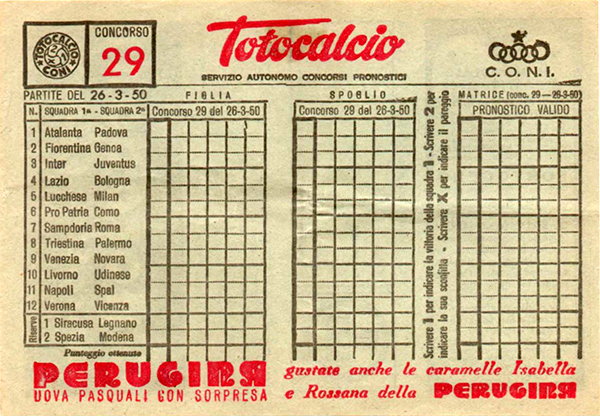 TOTOCALCIO
1 X 2
CONI
CONCORSO
29
Totocalcio
SERVIZIO AUTONOMO CONCORSI PRONOSTICI
C.O.N.I.
PARTITE DEL 26-3-50
FIGLIA
SPOGLIO
MATRICE (conc. 29 — 26-3-50)
N. SQUADRA 1ª - SQUADRA 2ª
Concorso 29 del 26-3-50
Concorso 29 del 26-3-50
PRONOSTICO VALIDO
1 Atalanta Padova
2 Fiorentina Genoa
3 Inter Juventus
4 Lazio Bologna
5 Lucchese Milan
6 Pro Patria Como
7 Sampdoria Roma
8 Triestina Palermo
9 Venezia Novara
10 Livorno Udinese
11 Napoli Spal
12 Verona Vicenza
Riserve
1 Siracusa Legnano
2 Spezia Modena
Punteggio ottenuto
Scrivere 1 per indicare la vittoria della squadra 1ª - Scrivere 2 per
indicare la sua sconfitta - Scrivere X per indicare il pareggio
PERUGINA
UOVA PASQUALI CON SORPRESA
gustate anche le caramelle Isabella
e Rossana della PERUGINA